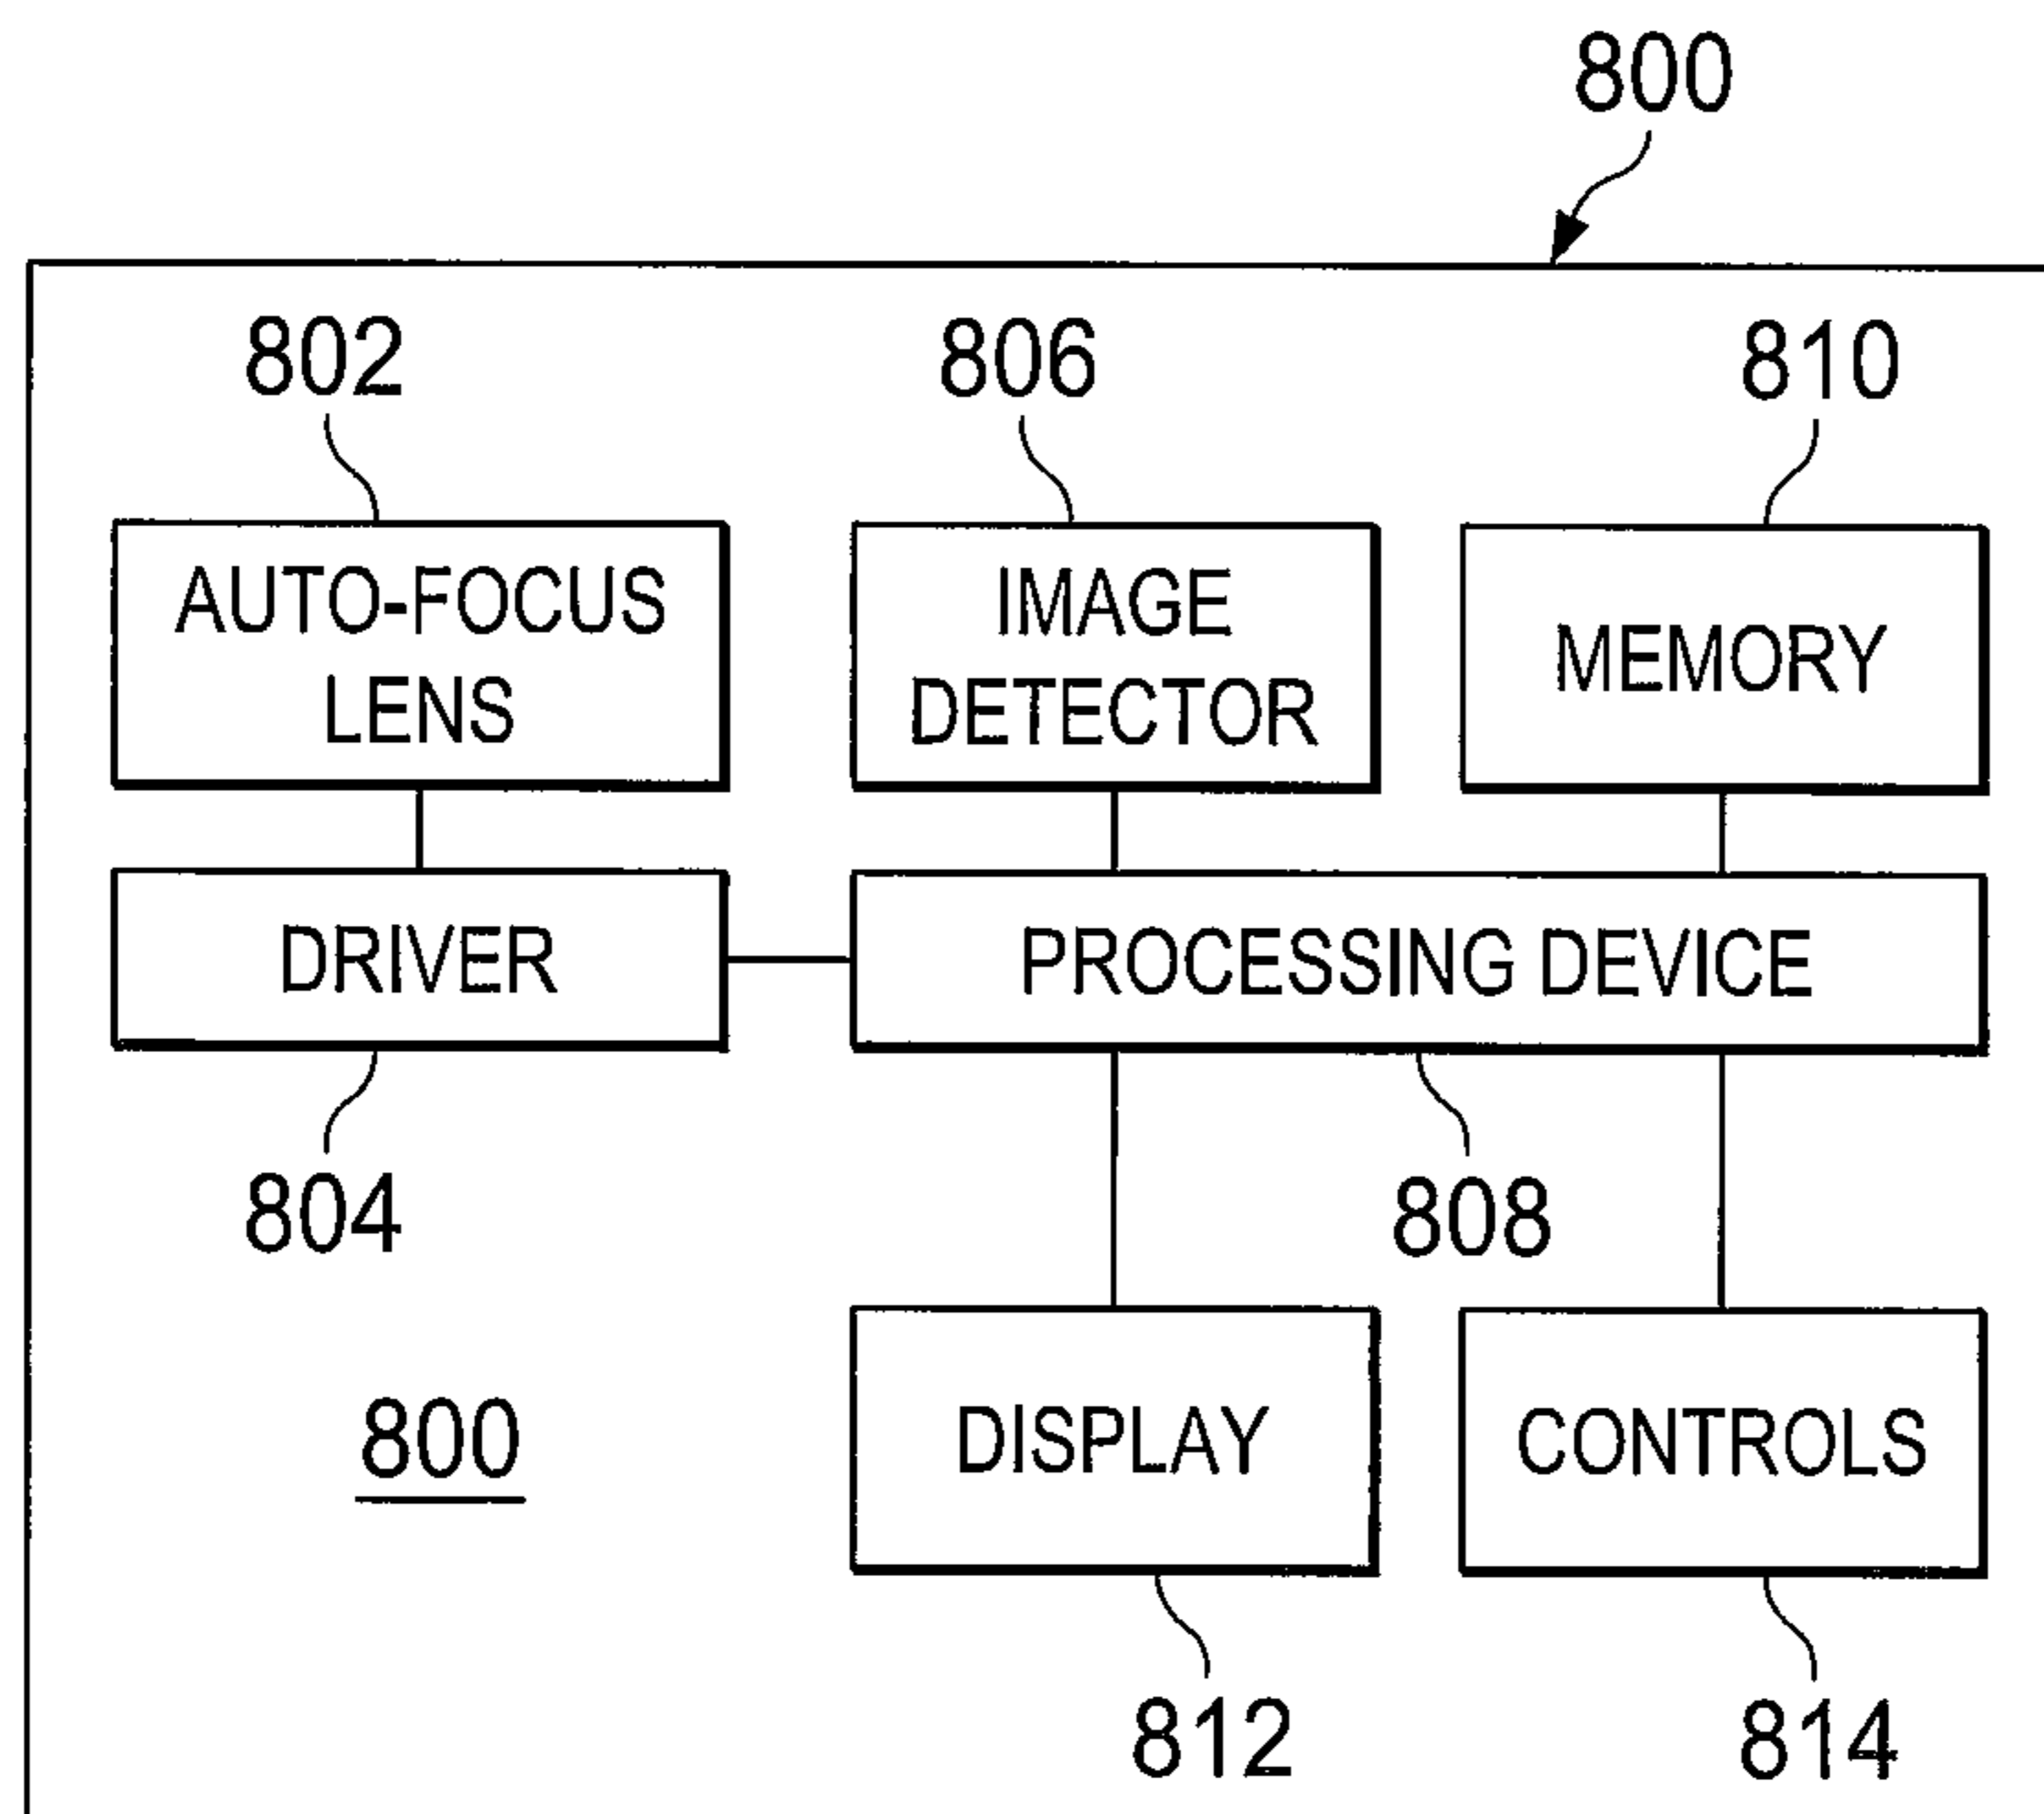 800
802
806
810
AUTO-FOCUS
LENS
IMAGE
DETECTOR
MEMORY
DRIVER
PROCESSING DEVICE
804
808
800
DISPLAY
CONTROLS
812
814